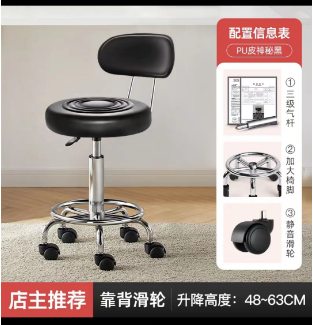 配置信息表
PU皮神秘黑
①
三级气杆
②
加大椅脚
③
静音滑轮
店主推荐
靠背滑轮
升降高度：48~63CM